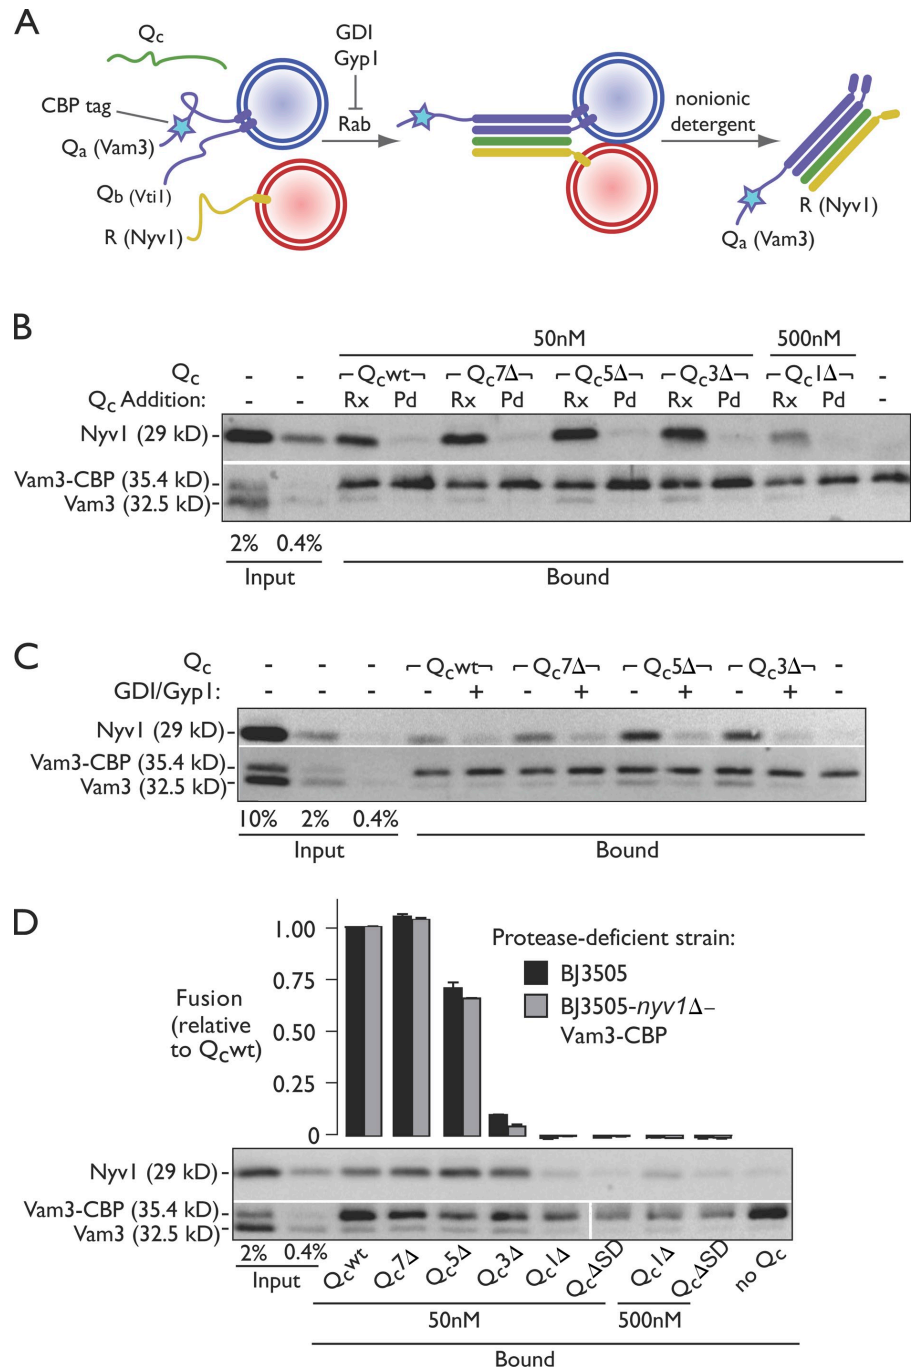 A
Qc
GDI
Gyp1
CBP tag
Rab
nonionic
detergent
Qa (Vam3)
Qb (Vti1)
R (Nyv1)
R (Nyv1)
Qa (Vam3)
B
50nM 500nM
Qc - - Qcwt Qc7Δ Qc5Δ Qc3Δ Qc1Δ -
Qc Addition: - - Rx Pd Rx Pd Rx Pd Rx Pd Rx Pd -
Nyv1 (29 kD)-
Vam3-CBP (35.4 kD)-
Vam3 (32.5 kD)-
2% 0.4%
Input Bound
C
Qc - - - Qcwt Qc7Δ Qc5Δ Qc3Δ -
GDI/Gyp1: - - - - + - + - + - + -
Nyv1 (29 kD)-
Vam3-CBP (35.4 kD)-
Vam3 (32.5 kD)-
10% 2% 0.4%
Input Bound
D
1.00
0.75
0.50
0.25
0
Fusion
(relative
to Qcwt)
Protease-deficient strain:
BJ3505
BJ3505-nyv1Δ–
Vam3-CBP
Nyv1 (29 kD)-
Vam3-CBP (35.4 kD)-
Vam3 (32.5 kD)-
2% 0.4% Qcwt Qc7Δ Qc5Δ Qc3Δ Qc1Δ QcΔSD Qc1Δ QcΔSD no Qc
Input
50nM 500nM
Bound